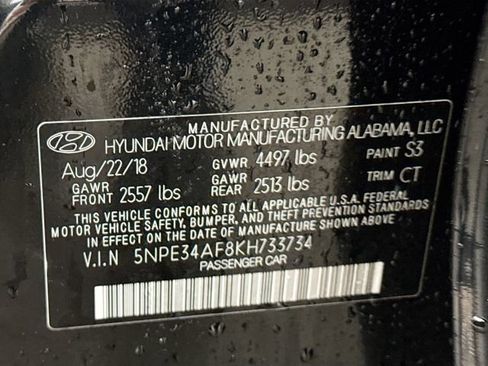 MANUFACTURED BY
HYUNDAI MOTOR MANUFACTURING ALABAMA, LLC
Aug/22/18 GVWR 4497 lbs PAINT S3
GAWR FRONT 2557 lbs GAWR REAR 2513 lbs TRIM CT
THIS VEHICLE CONFORMS TO ALL APPLICABLE U.S.A. FEDERAL
MOTOR VEHICLE SAFETY, BUMPER, AND THEFT PREVENTION STANDARDS
IN EFFECT ON THE DATE OF MANUFACTURE SHOWN ABOVE.
V.I.N 5NPE34AF8KH733734
PASSENGER CAR